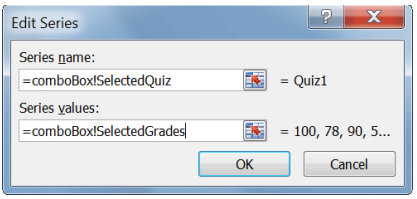 Edit Series
Series name:
=comboBox!SelectedQuiz = Quiz1
Series values:
=comboBox!SelectedGrades = 100, 78, 90, 5...
OK Cancel